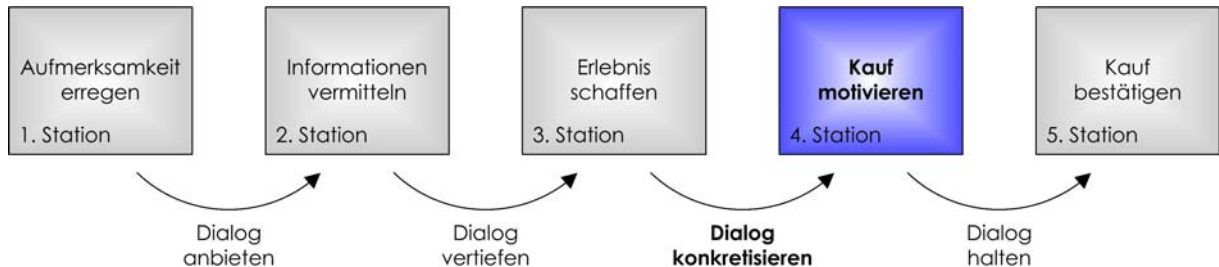 Aufmerksamkeit
erregen
1. Station
Informationen
vermitteln
2. Station
Erlebnis
schaffen
3. Station
Kauf
motivieren
4. Station
Kauf
bestätigen
5. Station
Dialog
anbieten
Dialog
vertiefen
Dialog
konkretisieren
Dialog
halten